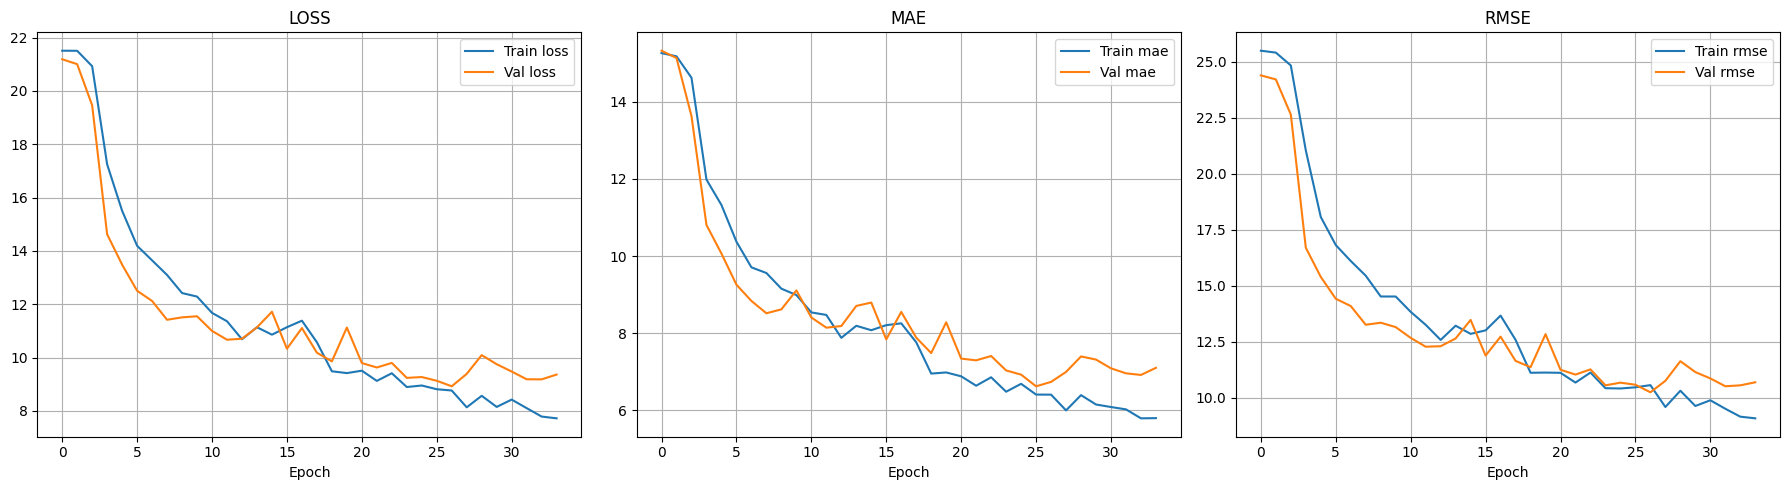 LOSS
22
20
18
16
14
12
10
8
0 5 10 15 20 25 30
Epoch
Train loss
Val loss
MAE
14
12
10
8
6
0 5 10 15 20 25 30
Epoch
Train mae
Val mae
RMSE
25.0
22.5
20.0
17.5
15.0
12.5
10.0
0 5 10 15 20 25 30
Epoch
Train rmse
Val rmse